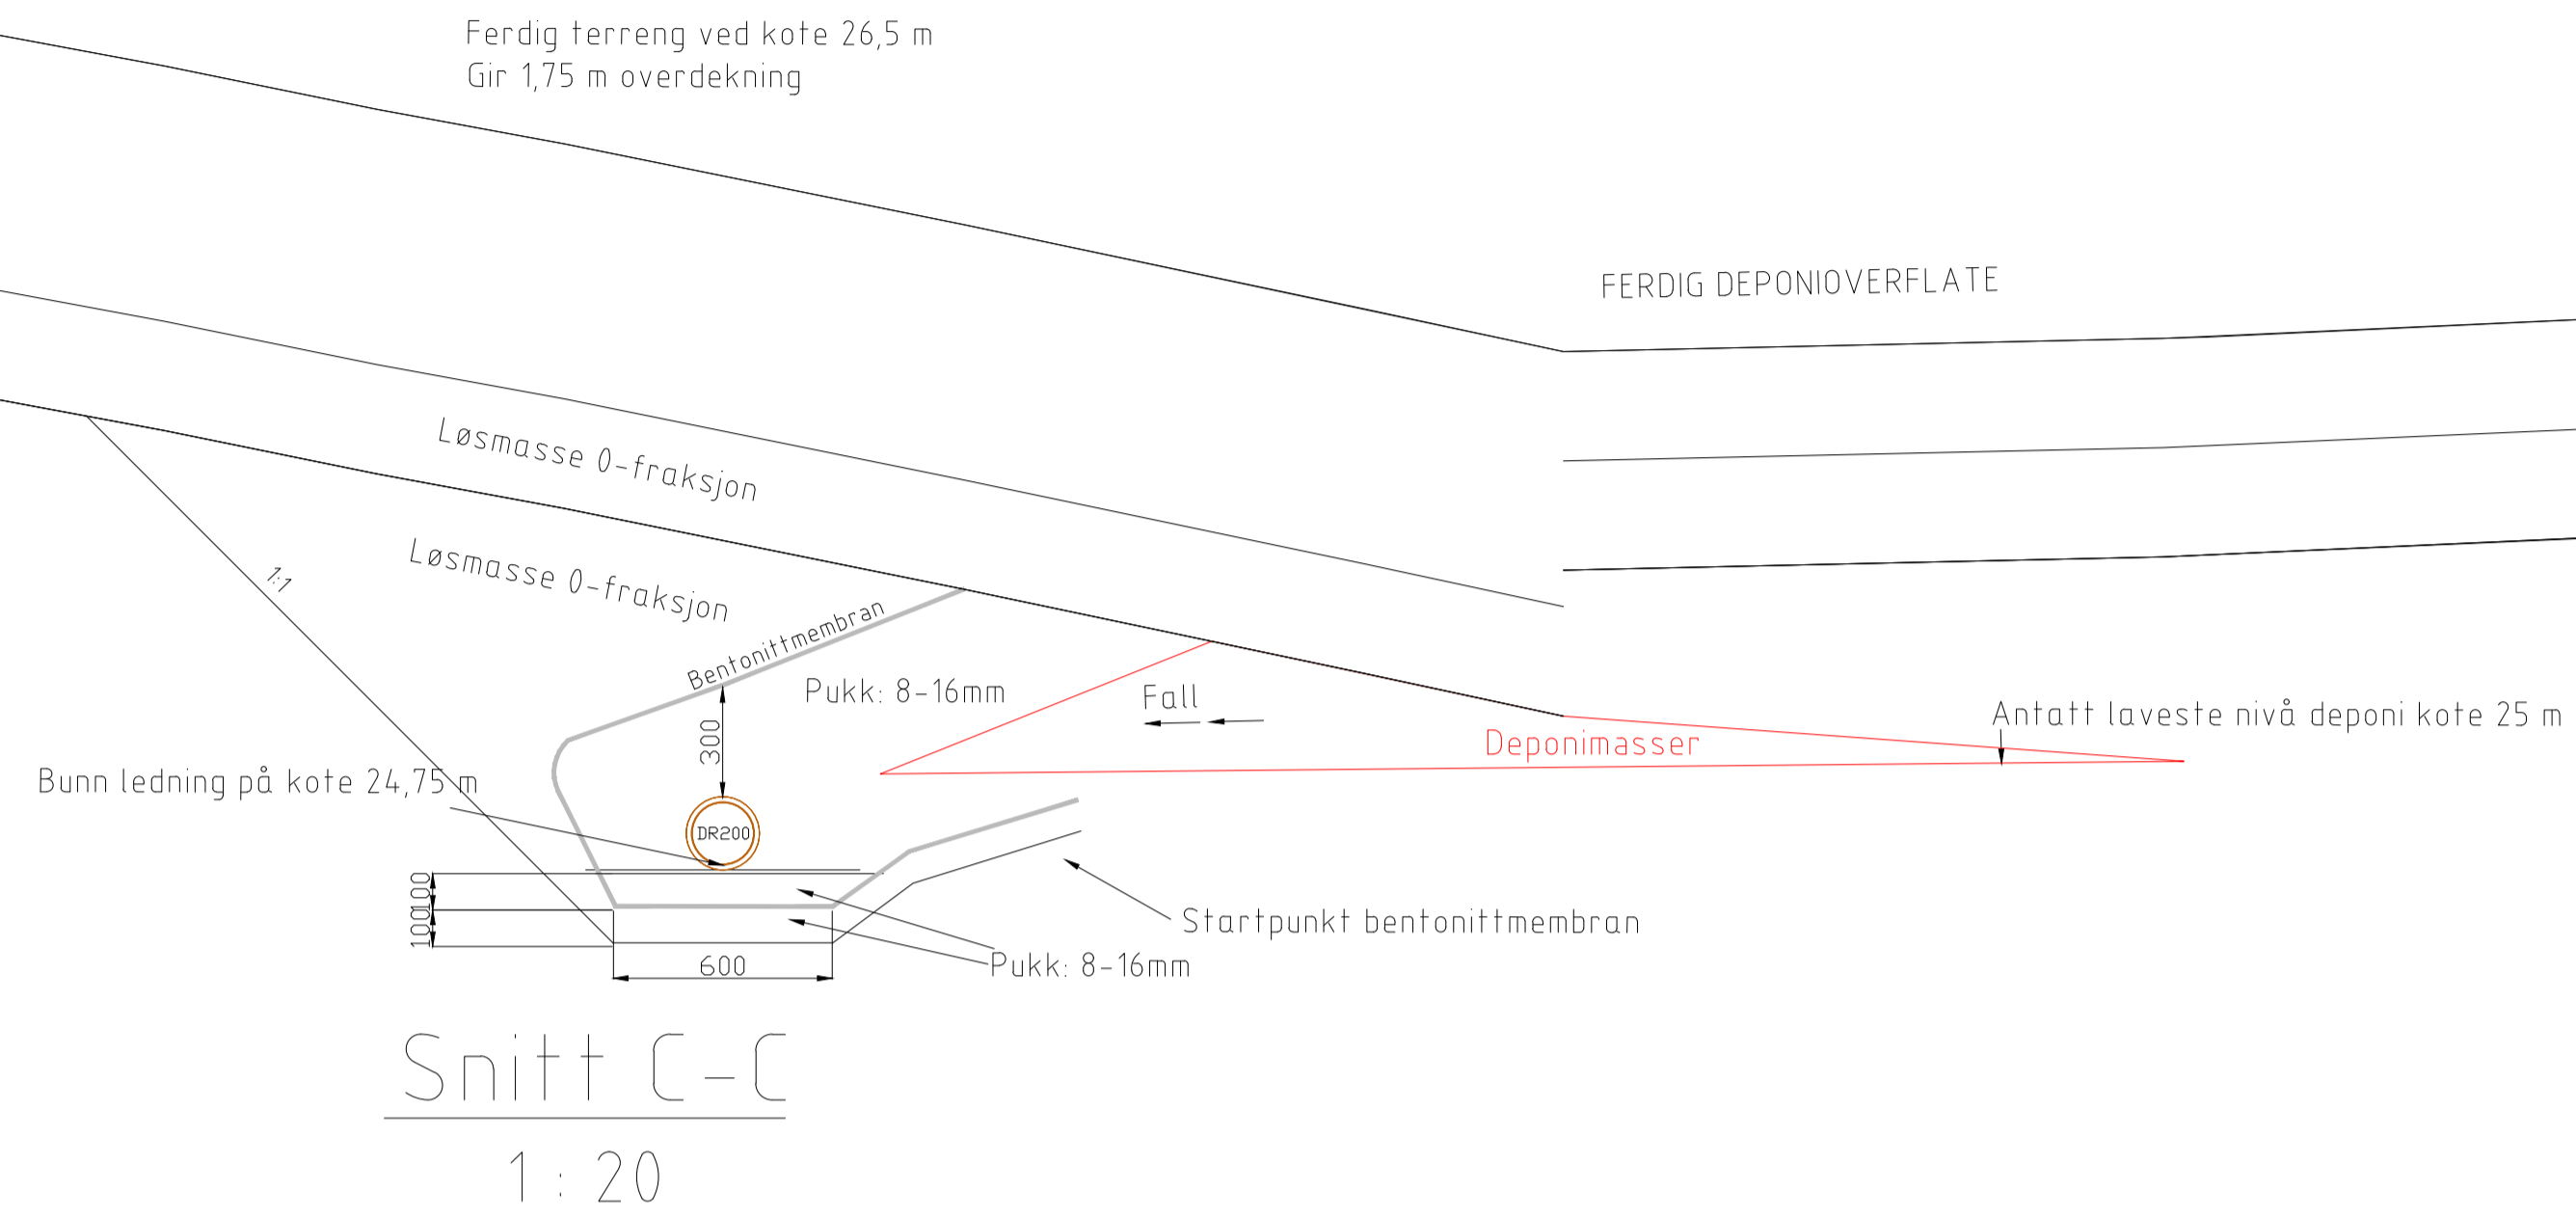 Ferdig terreng ved kote 26,5 m
Gir 1,75 m overdekning
FERDIG DEPONIOVERFLATE
Løsmasse 0-fraksjon
Løsmasse 0-fraksjon
1:1
Bentonittmembran
Pukk: 8-16mm
Fall
Antatt laveste nivå deponi kote 25 m
Deponimasser
300
Bunn ledning på kote 24,75 m
DR200
100
100
Startpunkt bentonittmembran
Pukk: 8-16mm
600
Snitt C-C
1 : 20